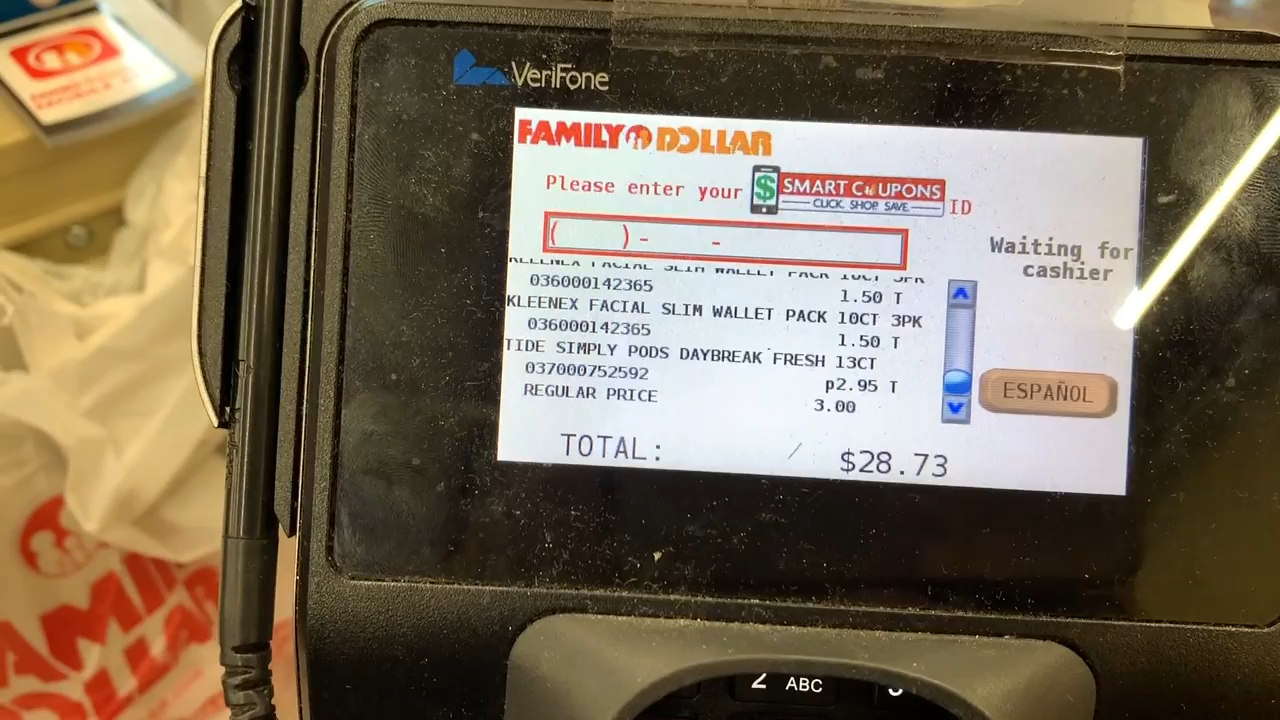 VeriFone
FAMILY DOLLAR
Please enter your $ SMART COUPONS ID
CLICK. SHOP. SAVE.
( ) - -
Waiting for
cashier
KLEENEX FACIAL SLIM WALLET PACK 10CT 3PK
036000142365 1.50 T
KLEENEX FACIAL SLIM WALLET PACK 10CT 3PK
036000142365 1.50 T
TIDE SIMPLY PODS DAYBREAK FRESH 13CT
037000752592 p2.95 T
REGULAR PRICE 3.00
ESPAÑOL
TOTAL: / $28.73
2 ABC